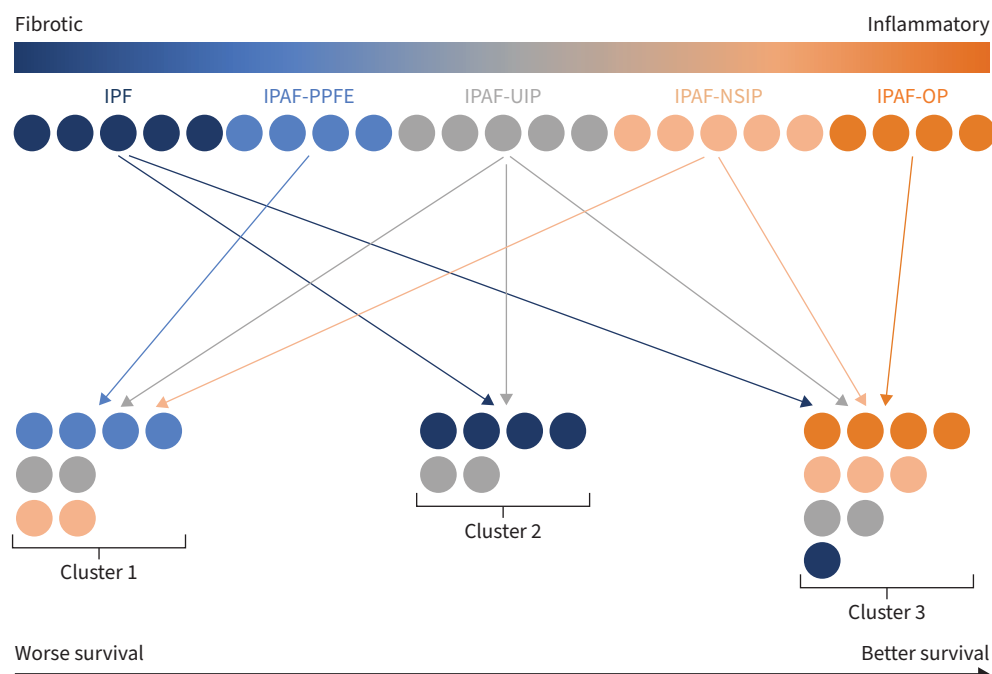 Fibrotic Inflammatory
IPF IPAF-PPFE IPAF-UIP IPAF-NSIP IPAF-OP
Cluster 2
Cluster 1
Cluster 3
Worse survival Better survival